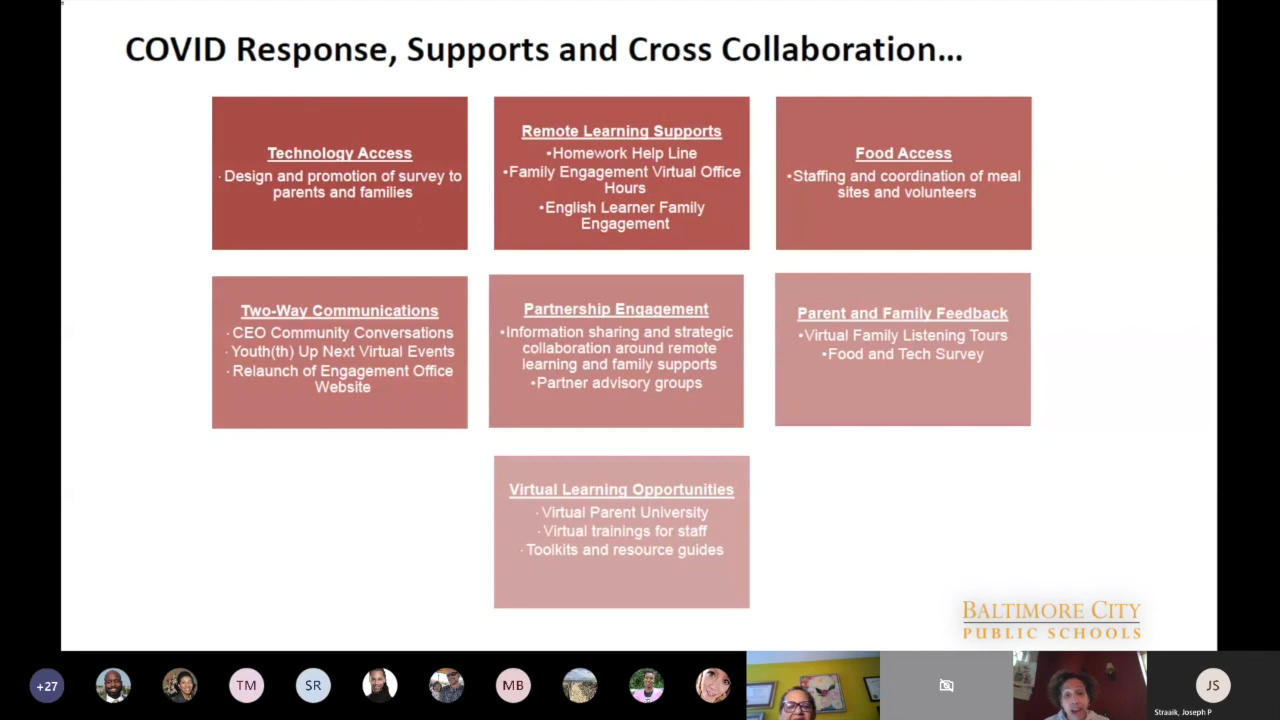 COVID Response, Supports and Cross Collaboration...
Technology Access
· Design and promotion of survey to
parents and families
Remote Learning Supports
•Homework Help Line
•Family Engagement Virtual Office
Hours
•English Learner Family
Engagement
Food Access
•Staffing and coordination of meal
sites and volunteers
Two-Way Communications
· CEO Community Conversations
· Youth(th) Up Next Virtual Events
· Relaunch of Engagement Office
Website
Partnership Engagement
•Information sharing and strategic
collaboration around remote
learning and family supports
•Partner advisory groups
Parent and Family Feedback
•Virtual Family Listening Tours
•Food and Tech Survey
Virtual Learning Opportunities
· Virtual Parent University
· Virtual trainings for staff
· Toolkits and resource guides
BALTIMORE CITY
PUBLIC SCHOOLS
+27
TM
SR
MB
JS
Straaik, Joseph P